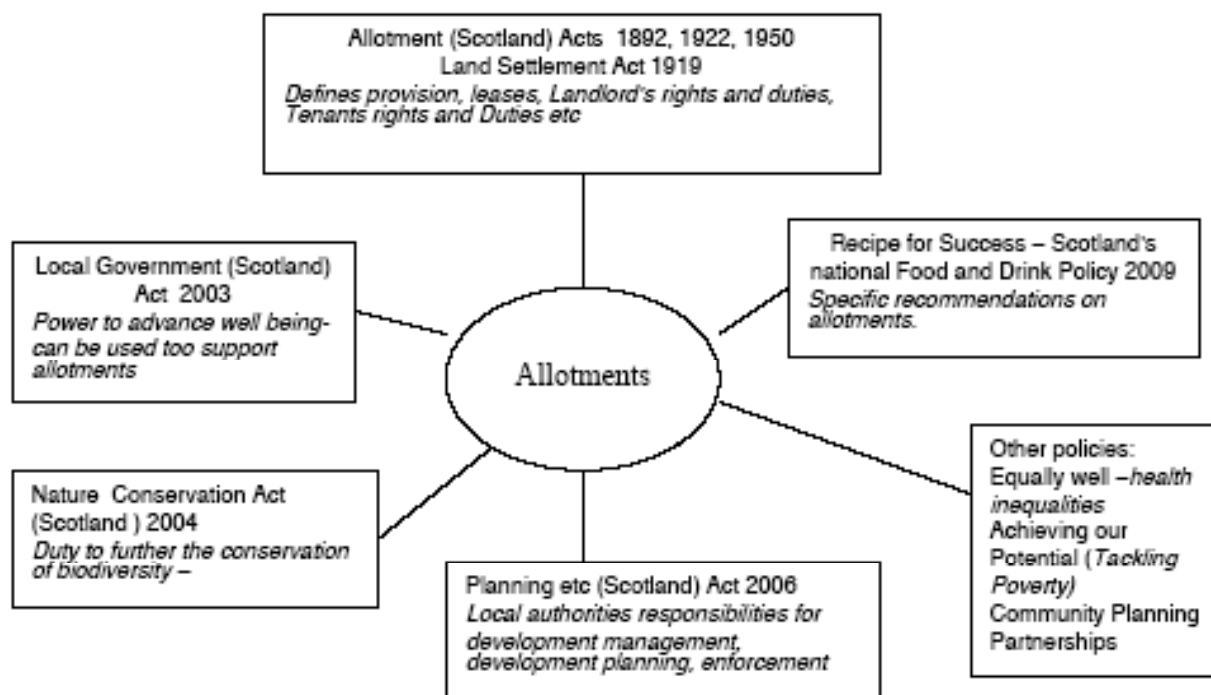 Allotment (Scotland) Acts 1892, 1922, 1950
Land Settlement Act 1919
Defines provision, leases, Landlord's rights and duties,
Tenants rights and Duties etc
Local Government (Scotland)
Act 2003
Power to advance well being-
can be used too support
allotments
Recipe for Success – Scotland's
national Food and Drink Policy 2009
Specific recommendations on
allotments.
Allotments
Nature Conservation Act
(Scotland ) 2004
Duty to further the conservation
of biodiversity –
Planning etc (Scotland) Act 2006
Local authorities responsibilities for
development management,
development planning, enforcement
Other policies:
Equally well –health
inequalities
Achieving our
Potential (Tackling
Poverty)
Community Planning
Partnerships